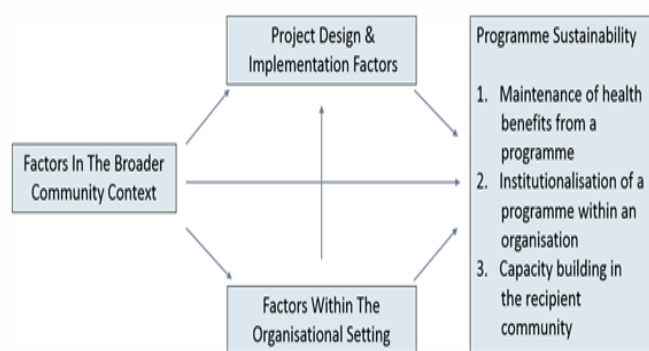 Project Design &
Implementation Factors
Programme Sustainability
1. Maintenance of health
benefits from a
programme
2. Institutionalisation of a
programme within an
organisation
3. Capacity building in
the recipient
community
Factors In The Broader
Community Context
Factors Within The
Organisational Setting